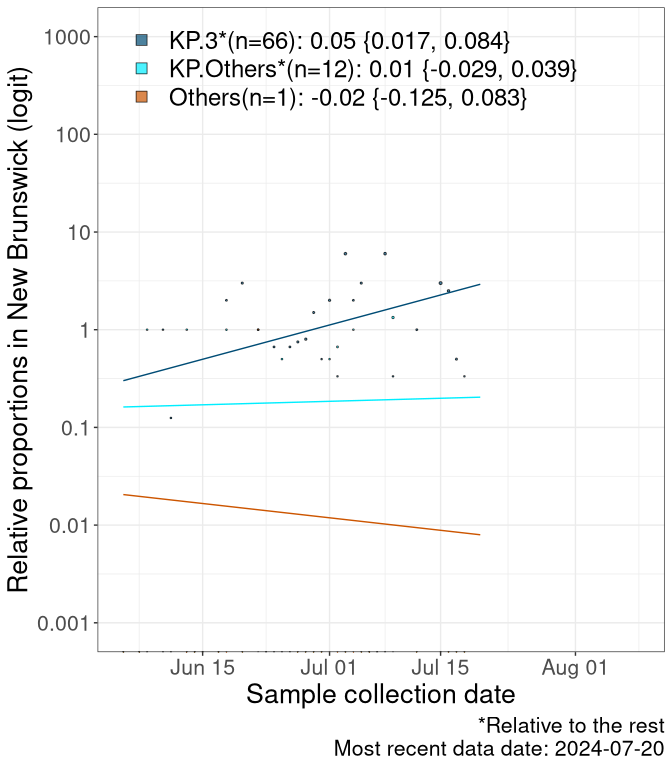 KP.3*(n=66): 0.05 {0.017, 0.084}
KP.Others*(n=12): 0.01 {-0.029, 0.039}
Others(n=1): -0.02 {-0.125, 0.083}
Relative proportions in New Brunswick (logit)
1000
100
10
1
0.1
0.01
0.001
Jun 15 Jul 01 Jul 15 Aug 01
Sample collection date
*Relative to the rest
Most recent data date: 2024-07-20